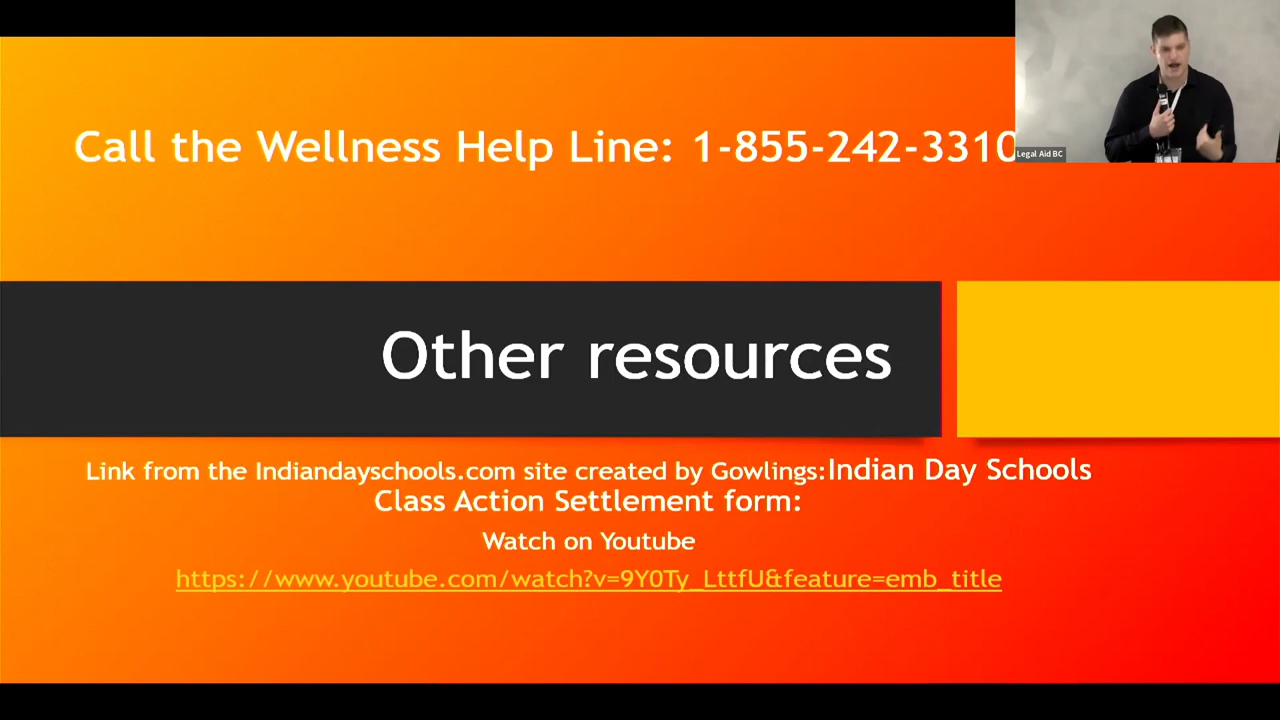 Call the Wellness Help Line: 1-855-242-3310
Legal Aid BC
Other resources
Link from the Indiandayschools.com site created by Gowlings:Indian Day Schools
Class Action Settlement form:
Watch on Youtube
https://www.youtube.com/watch?v=9Y0Ty_LttfU&feature=emb_title